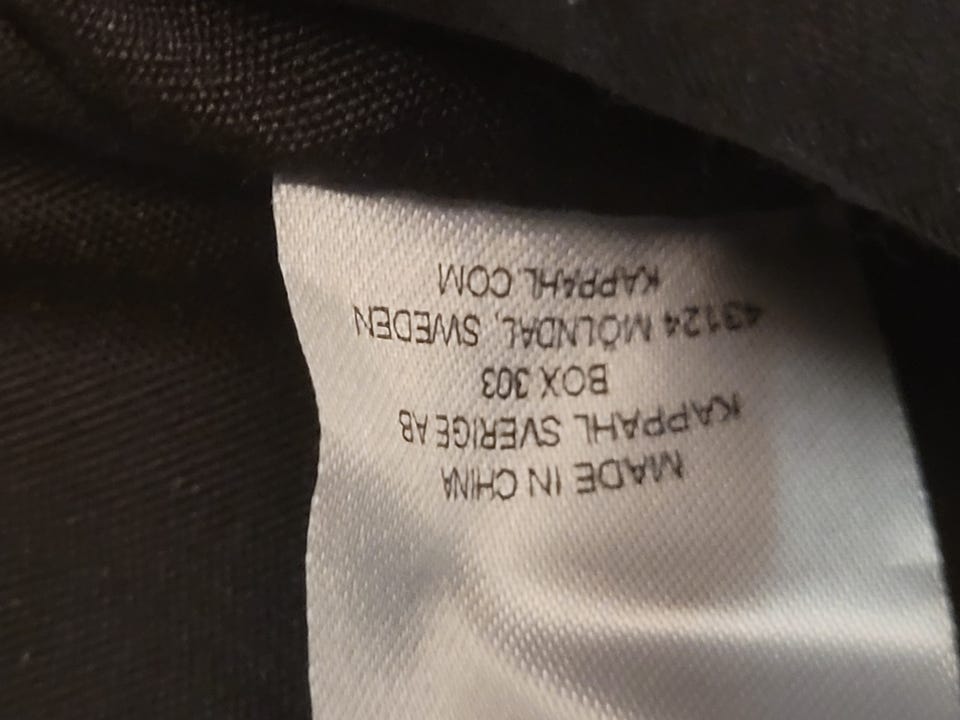 MADE IN CHINA
KAPPAHL SVERIGE AB
BOX 303
43124 MÖLNDAL, SWEDEN
KAPPAHL.COM